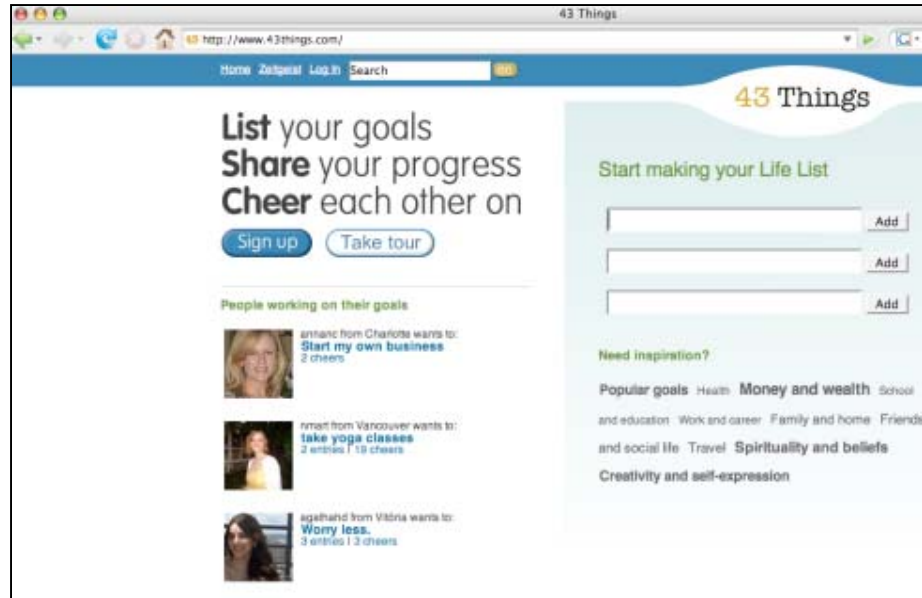 43 Things
http://www.43things.com/
Home Zeitgeist Log In Search GO
43 Things
List your goals
Share your progress
Cheer each other on
Sign up Take tour
People working on their goals
annanc from Charlotte wants to:
Start my own business
2 cheers
nmart from Vancouver wants to:
take yoga classes
2 entries | 19 cheers
agathand from Vitória wants to:
Worry less.
3 entries | 3 cheers
Start making your Life List
Add
Add
Add
Need inspiration?
Popular goals Health Money and wealth School
and education Work and career Family and home Friends
and social life Travel Spirituality and beliefs
Creativity and self-expression